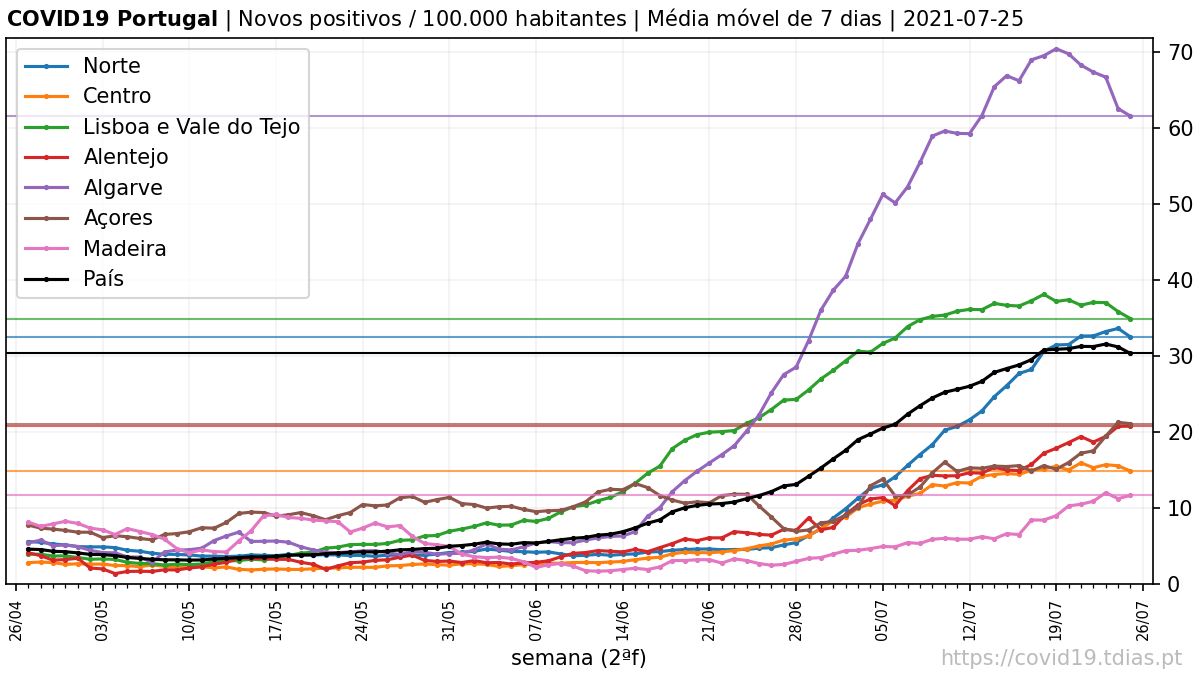 COVID19 Portugal | Novos positivos / 100.000 habitantes | Média móvel de 7 dias | 2021-07-25
Norte
Centro
Lisboa e Vale do Tejo
Alentejo
Algarve
Açores
Madeira
País
70
60
50
40
30
20
10
0
26/04
03/05
10/05
17/05
24/05
31/05
07/06
14/06
21/06
28/06
05/07
12/07
19/07
26/07
semana (2ªf)
https://covid19.tdias.pt